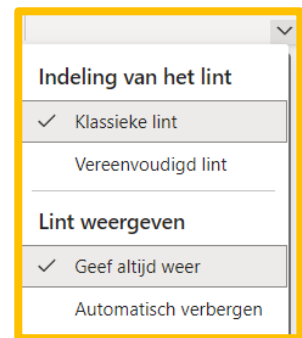 Indeling van het lint
Klassieke lint
Vereenvoudigd lint
Lint weergeven
Geef altijd weer
Automatisch verbergen